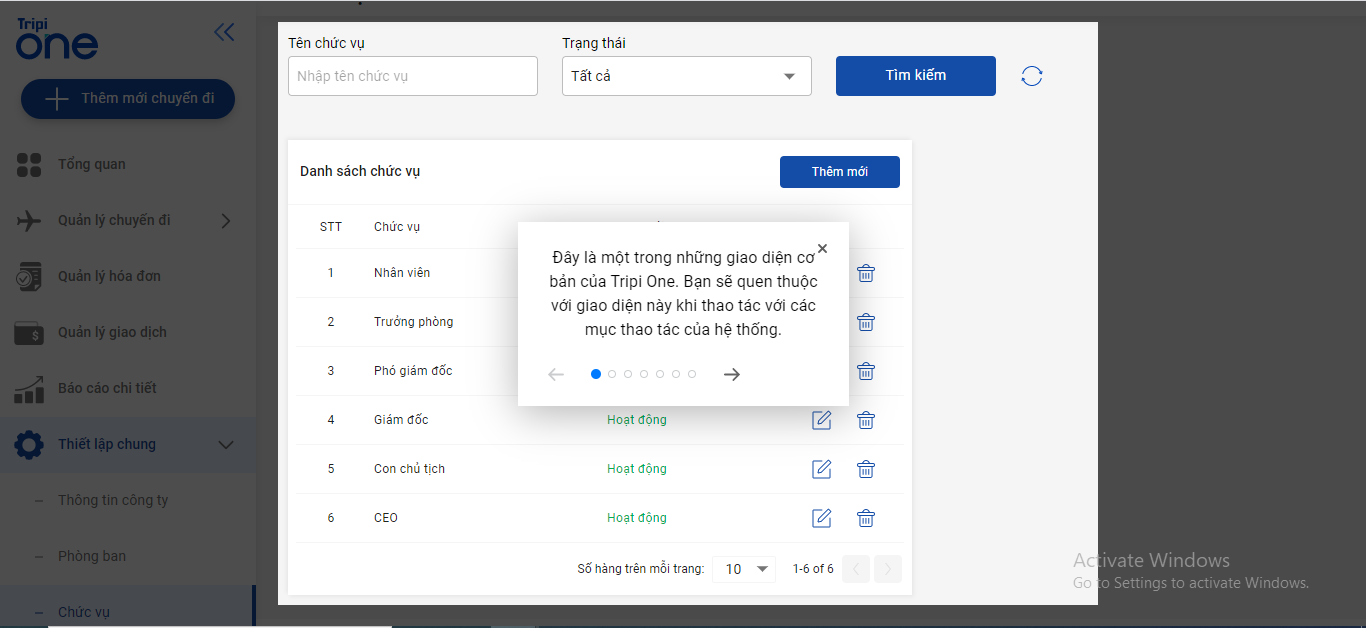 Tripi
one
Thêm mới chuyến đi
Tổng quan
Quản lý chuyến đi
Quản lý hóa đơn
Quản lý giao dịch
Báo cáo chi tiết
Thiết lập chung
– Thông tin công ty
– Phòng ban
– Chức vụ
Tên chức vụ
Nhập tên chức vụ
Trạng thái
Tất cả
Tìm kiếm
Danh sách chức vụ
Thêm mới
STT Chức vụ
1 Nhân viên
2 Trưởng phòng
3 Phó giám đốc
4 Giám đốc Hoạt động
5 Con chủ tịch Hoạt động
6 CEO Hoạt động
Số hàng trên mỗi trang: 10 1-6 of 6
Đây là một trong những giao diện cơ
bản của Tripi One. Bạn sẽ quen thuộc
với giao diện này khi thao tác với các
mục thao tác của hệ thống.
Activate Windows
Go to Settings to activate Windows.